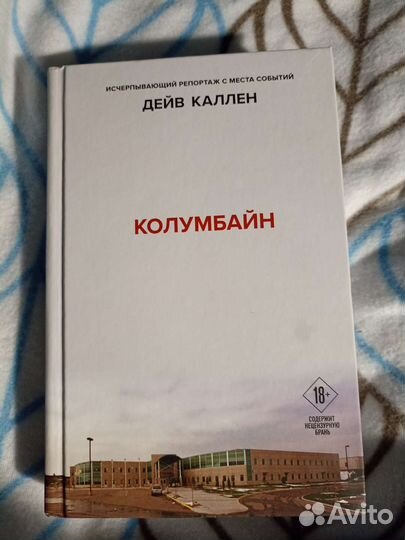 ИСЧЕРПЫВАЮЩИЙ РЕПОРТАЖ С МЕСТА СОБЫТИЙ
ДЕЙВ КАЛЛЕН
КОЛУМБАЙН
18+
СОДЕРЖИТ
НЕЦЕНЗУРНУЮ
БРАНЬ
Avito